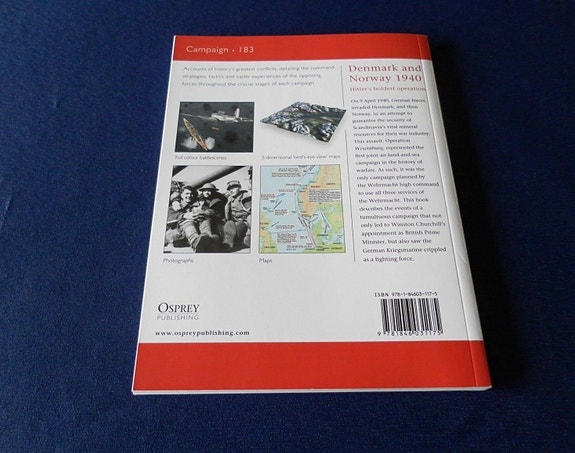 Campaign • 183
Accounts of history's greatest conflicts, detailing the command
strategies, tactics and battle experiences of the opposing
forces throughout the crucial stages of each campaign
Full colour battlescenes
3-dimensional 'bird's-eye-view' maps
Photographs
Maps
Denmark and
Norway 1940
Hitler's boldest operation
On 9 April 1940, German forces
invaded Denmark, and then
Norway, in an attempt to
guarantee the security of
Scandinavia's vital mineral
resources for their war industry.
This assault, Operation
Weserübung, represented the
first joint air-land-and-sea
campaign in the history of
warfare. As such, it was the
only campaign planned by
the Wehrmacht high command
to use all three services of
the Wehrmacht. This book
describes the events of a
tumultuous campaign that not
only led to Winston Churchill's
appointment as British Prime
Minister, but also saw the
German Kriegsmarine crippled
as a fighting force.
OSPREY
PUBLISHING
www.ospreypublishing.com
ISBN 978-1-84603-117-5
9 781846 031175